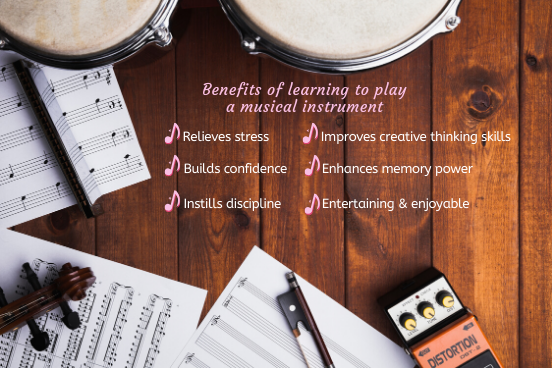 Benefits of learning to play
a musical instrument
Relieves stress
Improves creative thinking skills
Builds confidence
Enhances memory power
Instills discipline
Entertaining & enjoyable
DISTORTION